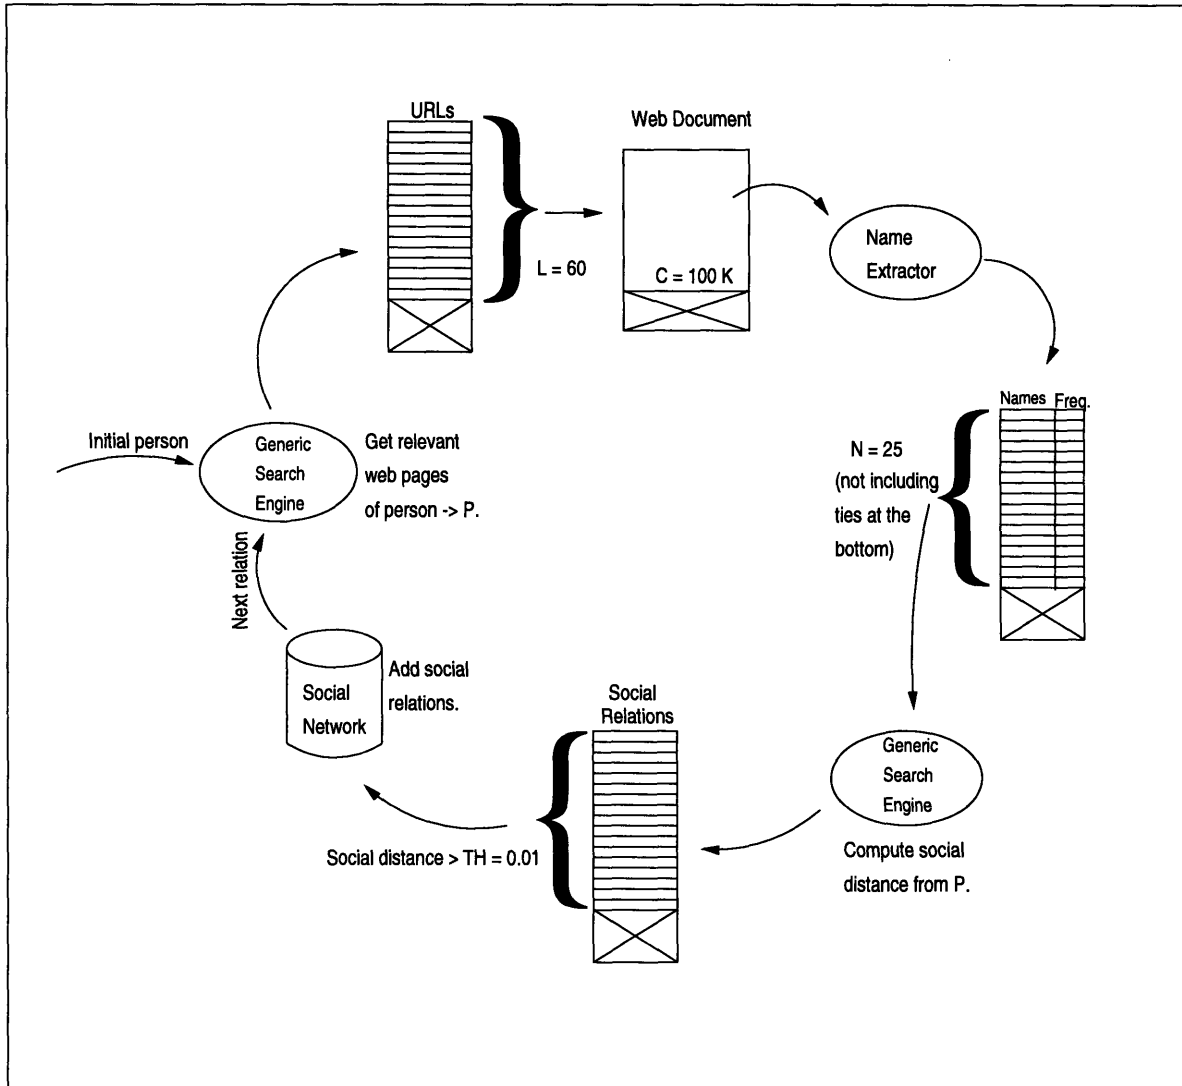 URLs
Web Document
L = 60
C = 100 K
Name
Extractor
Names Freq.
N = 25
(not including
ties at the
bottom)
Initial person
Generic
Search
Engine
Get relevant
web pages
of person -> P.
Next relation
Social
Network
Add social
relations.
Social
Relations
Social distance > TH = 0.01
Generic
Search
Engine
Compute social
distance from P.